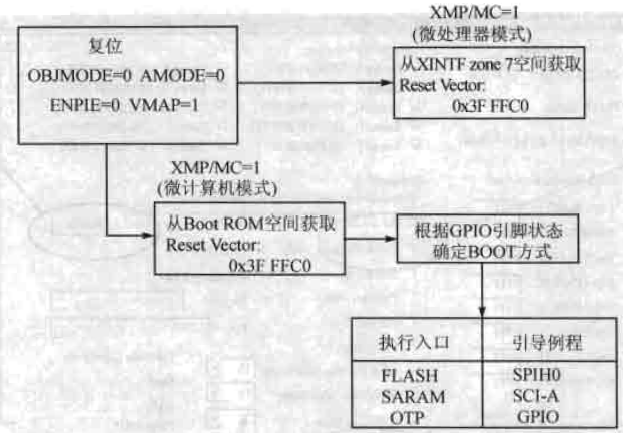 XMP/MC=1
(微处理器模式)
复位
OBJMODE=0 AMODE=0
ENPIE=0 VMAP=1
从XINTF zone 7空间获取
Reset Vector:
0x3F FFC0
XMP/MC=1
(微计算机模式)
从Boot ROM空间获取
Reset Vector:
0x3F FFC0
根据GPIO引脚状态
确定BOOT方式
执行入口
引导例程
FLASH
SPIH0
SARAM
SCI-A
OTP
GPIO